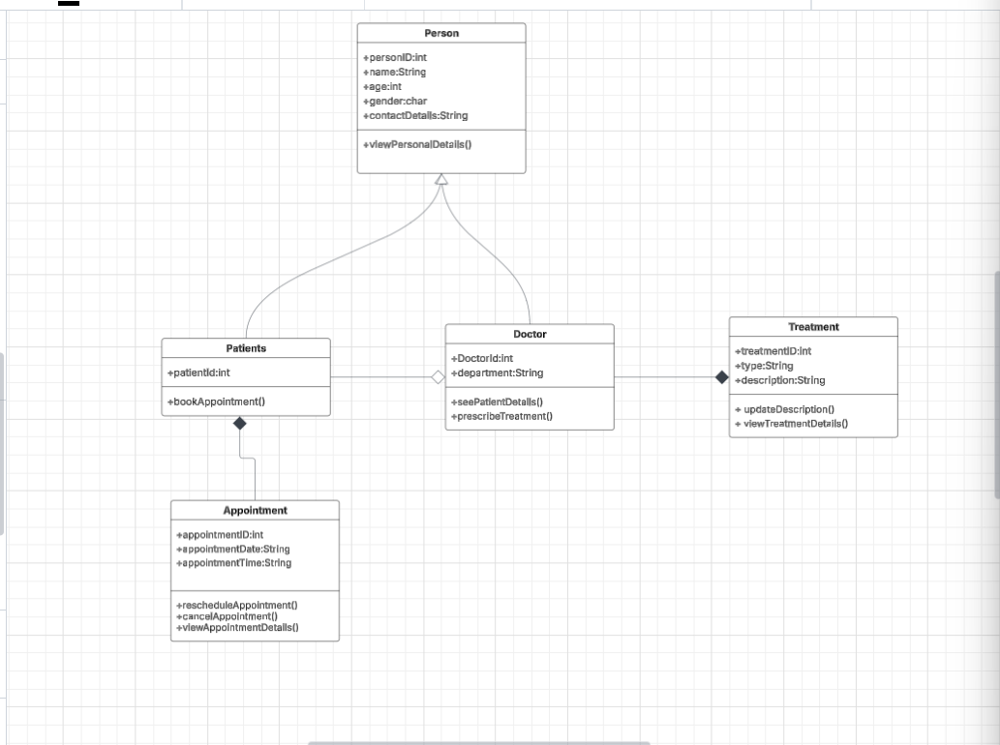 Person
+personID:int
+name:String
+age:int
+gender:char
+contactDetails:String
+viewPersonalDetails()
Patients
+patientId:int
+bookAppointment()
Doctor
+DoctorId:int
+department:String
+seePatientDetails()
+prescribeTreatment()
Treatment
+treatmentID:int
+type:String
+description:String
+ updateDescription()
+ viewTreatmentDetails()
Appointment
+appointmentID:int
+appointmentDate:String
+appointmentTime:String
+rescheduleAppointment()
+cancelAppointment()
+viewAppointmentDetails()